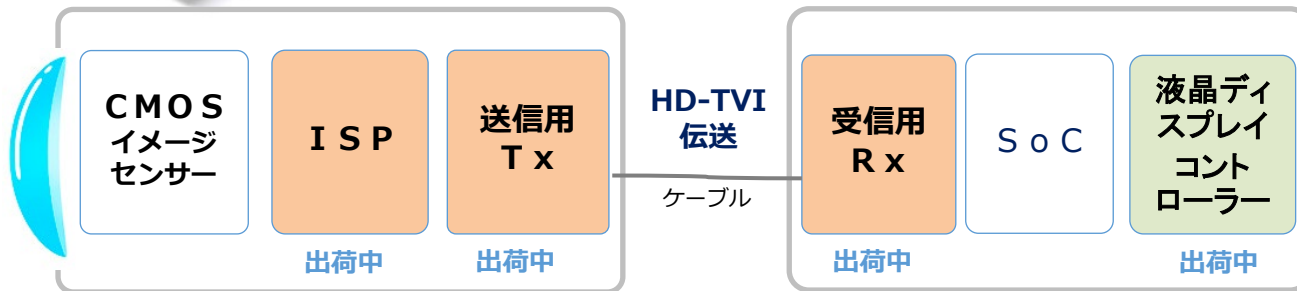 ＣＭＯＳ
イメージ
センサー
ＩＳＰ
送信用
Ｔｘ
HD-TVI
伝送
ケーブル
受信用
Ｒｘ
ＳｏＣ
液晶ディ
スプレイ
コント
ローラー
出荷中
出荷中
出荷中
出荷中